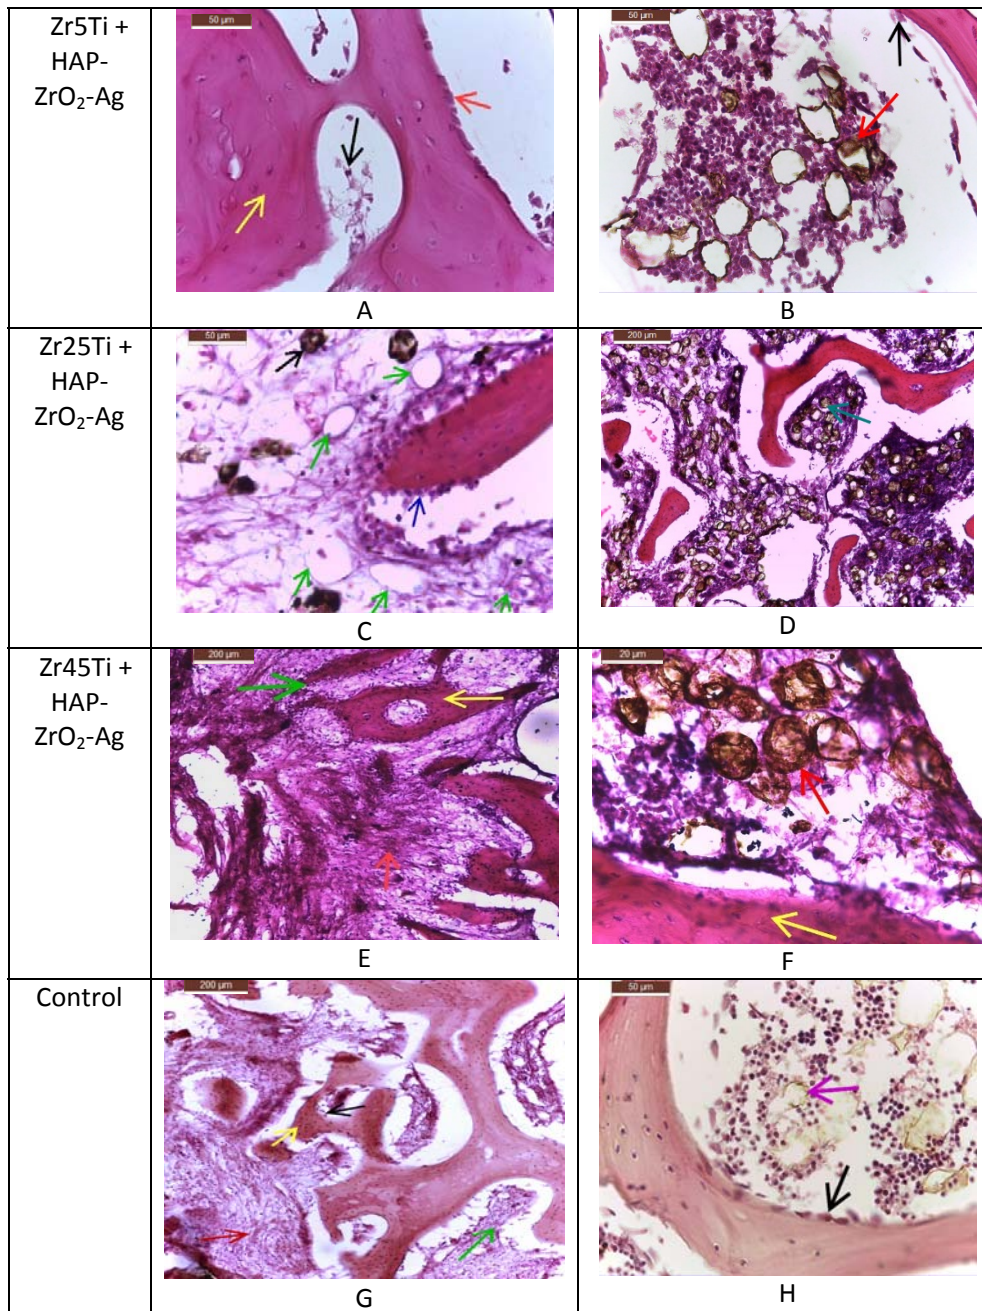 Zr5Ti +
HAP-
ZrO₂-Ag
50 µm
A
50 µm
B
Zr25Ti +
HAP-
ZrO₂-Ag
50 µm
C
200 µm
D
Zr45Ti +
HAP-
ZrO₂-Ag
200 µm
E
20 µm
F
Control
200 µm
G
50 µm
H